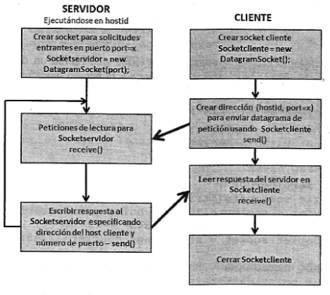 SERVIDOR
Ejecutándose en hostid
Crear socket para solicitudes
entrantes en puerto port=x
Socketservidor = new
DatagramSocket(port);
Peticiones de lectura para
Socketservidor
receive()
Escribir respuesta al
Socketservidor especificando
dirección del host cliente y
número de puerto – send()
CLIENTE
Crear socket cliente
Socketcliente = new
DatagramSocket();
Crear dirección (hostid, port=x)
para enviar datagrama de
petición usando Socketcliente
send()
Leer respuesta del servidor en
Socketcliente
receive()
Cerrar Socketcliente